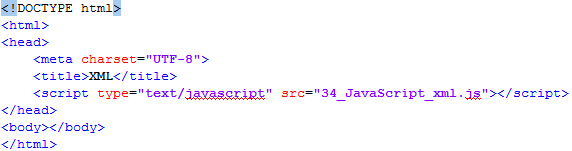 <!DOCTYPE html>
<html>
<head>
    <meta charset="UTF-8">
    <title>XML</title>
    <script type="text/javascript" src="34_JavaScript_xml.js"></script>
</head>
<body></body>
</html>